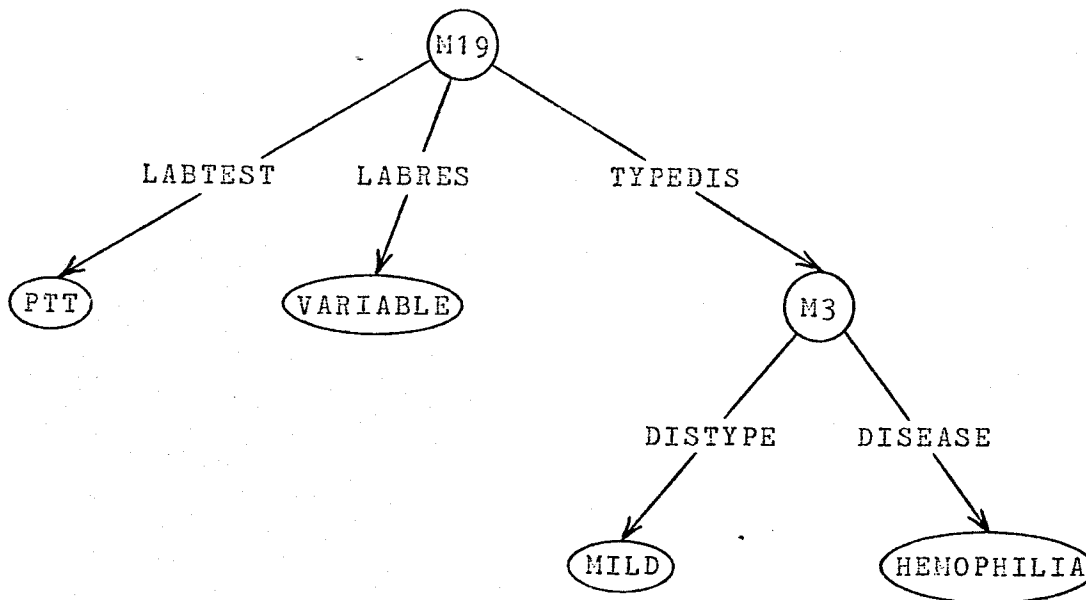 M19
LABTEST LABRES TYPEDIS
PTT VARIABLE M3
DISTYPE DISEASE
MILD HEMOPHILIA